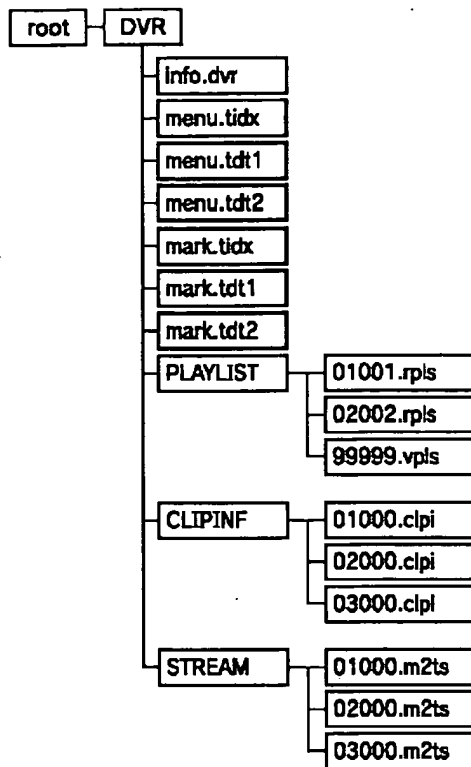 root DVR
info.dvr
menu.tidx
menu.tdt1
menu.tdt2
mark.tidx
mark.tdt1
mark.tdt2
PLAYLIST 01001.rpls
02002.rpls
99999.vpls
CLIPINF 01000.clpi
02000.clpi
03000.clpi
STREAM 01000.m2ts
02000.m2ts
03000.m2ts